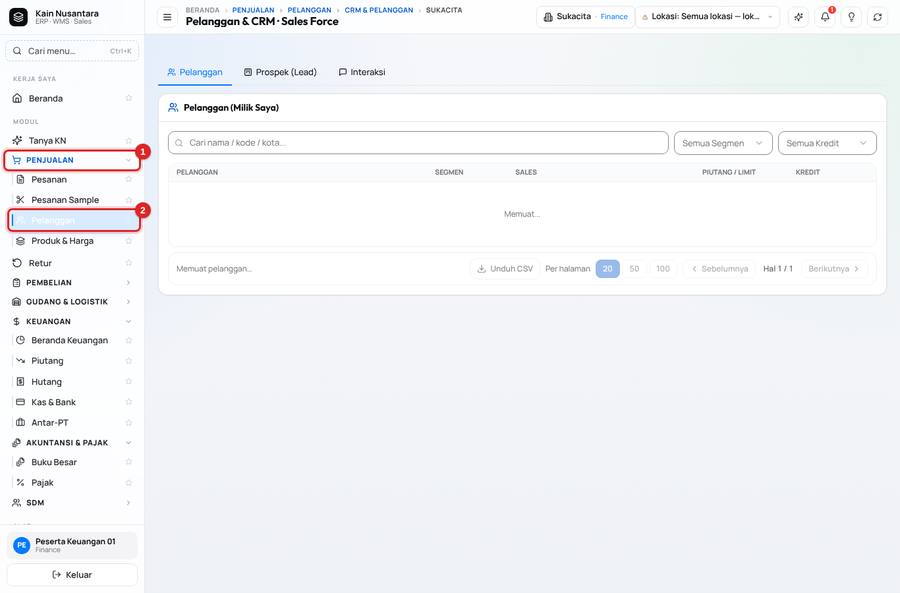 Kain Nusantara
ERP · WMS · Sales
Cari menu... Ctrl+K
KERJA SAYA
Beranda
MODUL
Tanya KN
1
PENJUALAN
Pesanan
Pesanan Sample
2
Pelanggan
Produk & Harga
Retur
PEMBELIAN
GUDANG & LOGISTIK
KEUANGAN
Beranda Keuangan
Piutang
Hutang
Kas & Bank
Antar-PT
AKUNTANSI & PAJAK
Buku Besar
Pajak
SDM
PE
Peserta Keuangan 01
Finance
Keluar
BERANDA › PENJUALAN › PELANGGAN › CRM & PELANGGAN › SUKACITA
Pelanggan & CRM · Sales Force
Sukacita · Finance
Lokasi: Semua lokasi — lok...
1
Pelanggan
Prospek (Lead)
Interaksi
Pelanggan (Milik Saya)
Cari nama / kode / kota...
Semua Segmen
Semua Kredit
PELANGGAN SEGMEN SALES PIUTANG / LIMIT KREDIT
Memuat...
Memuat pelanggan...
Unduh CSV
Per halaman 20 50 100
Sebelumnya
Hal 1 / 1
Berikutnya